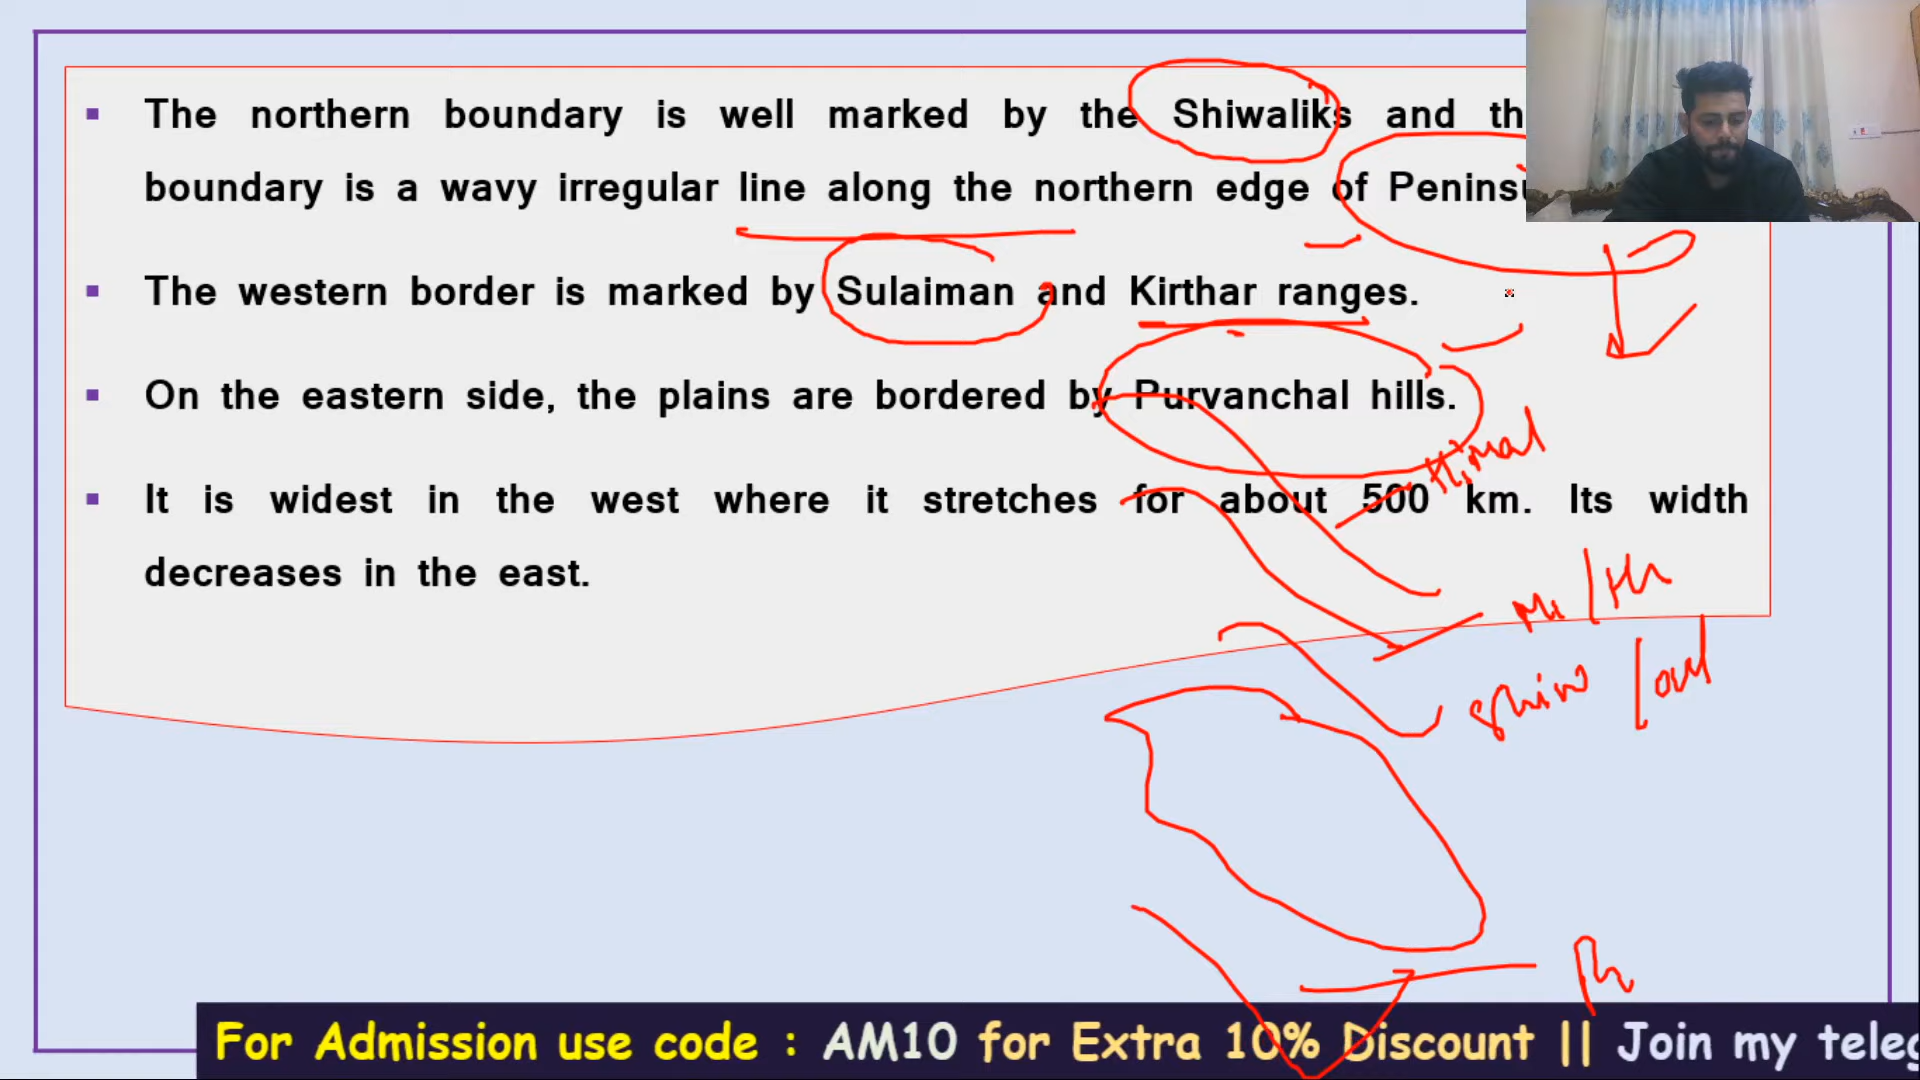 ▪ The northern boundary is well marked by the Shiwaliks and th
boundary is a wavy irregular line along the northern edge of Penins
▪ The western border is marked by Sulaiman and Kirthar ranges.
▪ On the eastern side, the plains are bordered by Purvanchal hills.
Himal
▪ It is widest in the west where it stretches for about 500 km. Its width
decreases in the east.
Shiw
For Admission use code : AM10 for Extra 10% Discount || Join my teleg